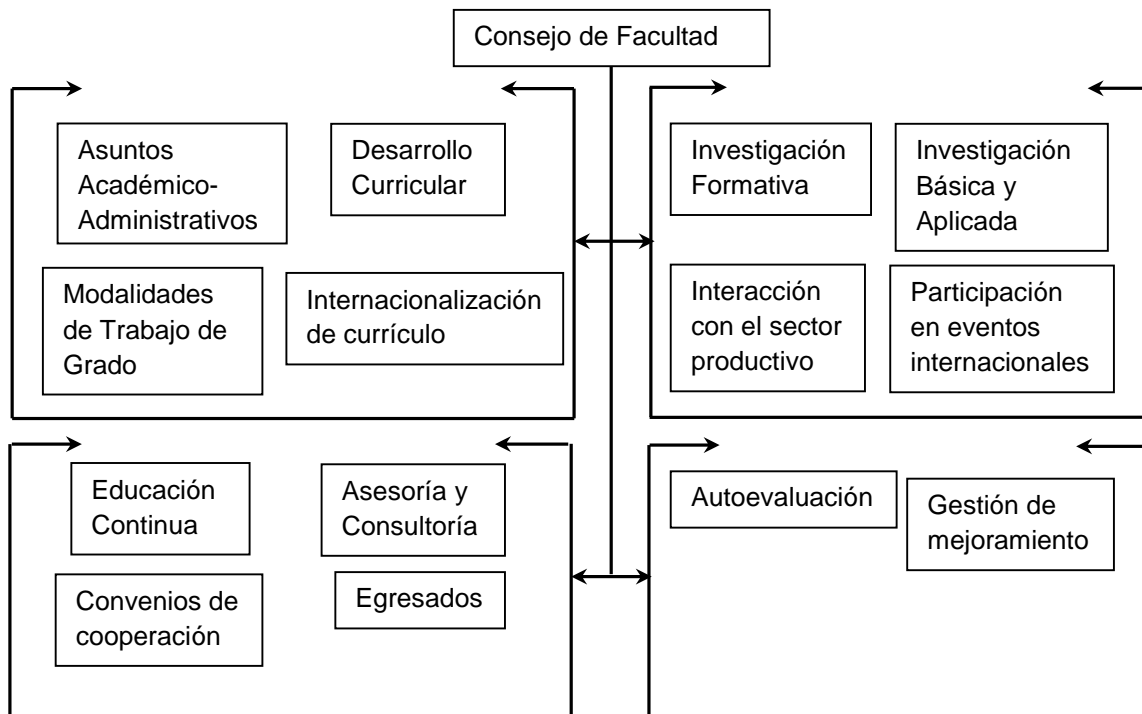 Consejo de Facultad
Asuntos
Académico-
Administrativos
Desarrollo
Curricular
Modalidades
de Trabajo de
Grado
Internacionalización
de currículo
Investigación
Formativa
Investigación
Básica y
Aplicada
Interacción
con el sector
productivo
Participación
en eventos
internacionales
Educación
Continua
Asesoría y
Consultoría
Convenios de
cooperación
Egresados
Autoevaluación
Gestión de
mejoramiento